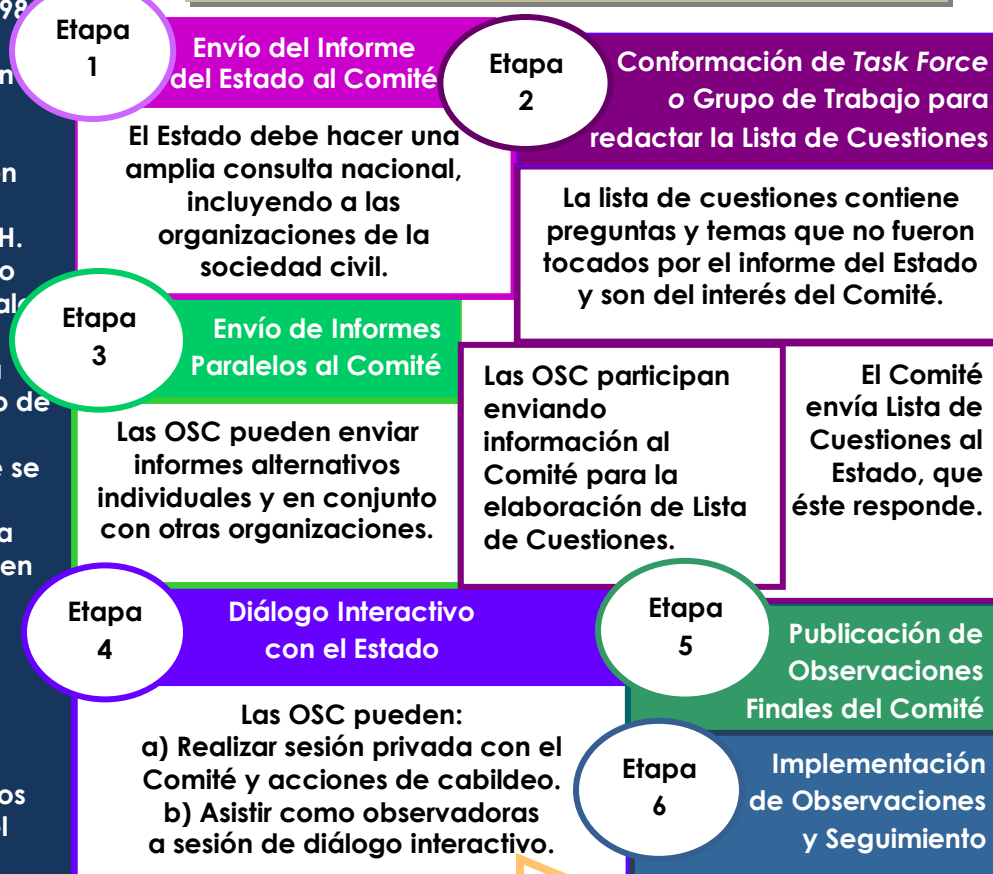 98
n
n
H.
o
o de
se
a
en
os
l
Etapa
1
Envío del Informe
del Estado al Comité
El Estado debe hacer una
amplia consulta nacional,
incluyendo a las
organizaciones de la
sociedad civil.
Etapa
2
Conformación de Task Force
o Grupo de Trabajo para
redactar la Lista de Cuestiones
La lista de cuestiones contiene
preguntas y temas que no fueron
tocados por el informe del Estado
y son del interés del Comité.
Las OSC participan
enviando
información al
Comité para la
elaboración de Lista
de Cuestiones.
El Comité
envía Lista de
Cuestiones al
Estado, que
éste responde.
Etapa
3
Envío de Informes
Paralelos al Comité
Las OSC pueden enviar
informes alternativos
individuales y en conjunto
con otras organizaciones.
Etapa
4
Diálogo Interactivo
con el Estado
Las OSC pueden:
a) Realizar sesión privada con el
Comité y acciones de cabildeo.
b) Asistir como observadoras
a sesión de diálogo interactivo.
Etapa
5
Publicación de
Observaciones
Finales del Comité
Etapa
6
Implementación
de Observaciones
y Seguimiento